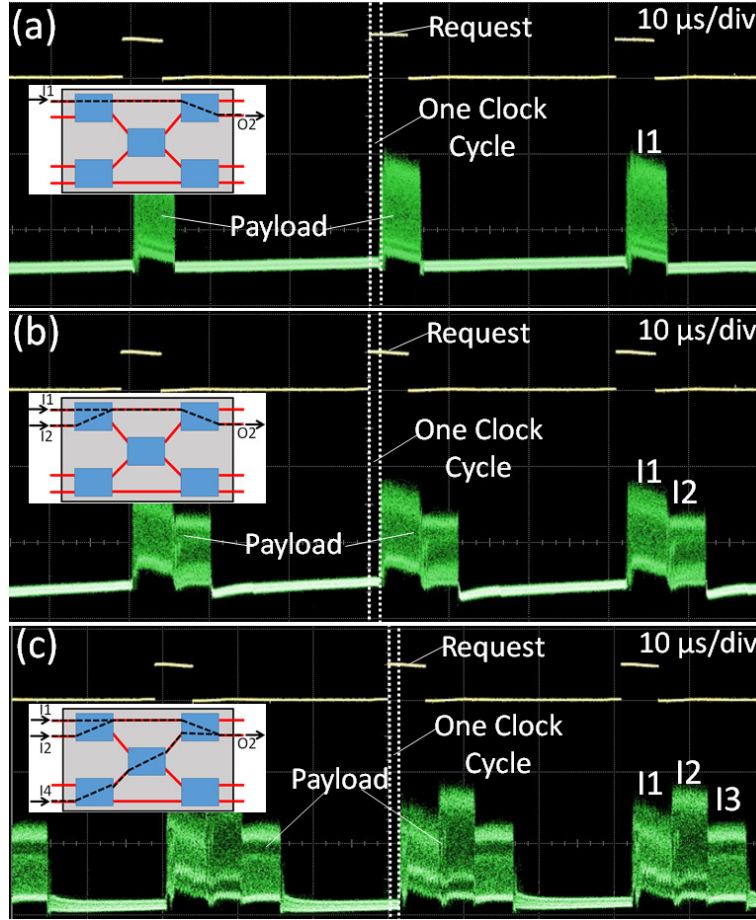 (a)
Request
10 µs/div
I1
O2
One Clock
Cycle
I1
Payload
(b)
Request
10 µs/div
I1
I2
O2
One Clock
Cycle
I1
I2
Payload
(c)
Request
10 µs/div
I1
I2
O2
I4
One Clock
Cycle
Payload
I1
I2
I3